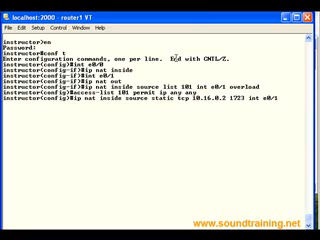 localhost:2000 - router1 VT
File Edit Setup Control Window Help
instructor>en
Password:
instructor#conf t
Enter configuration commands, one per line. End with CNTL/Z.
instructor(config)#int e0/0
instructor(config-if)#ip nat inside
instructor(config-if)#int e0/1
instructor(config-if)#ip nat out
instructor(config-if)#ip nat inside source list 101 int e0/1 overload
instructor(config)#access-list 101 permit ip any any
instructor(config)#ip nat inside source static tcp 10.16.0.2 1723 int e0/1
www.soundtraining.net